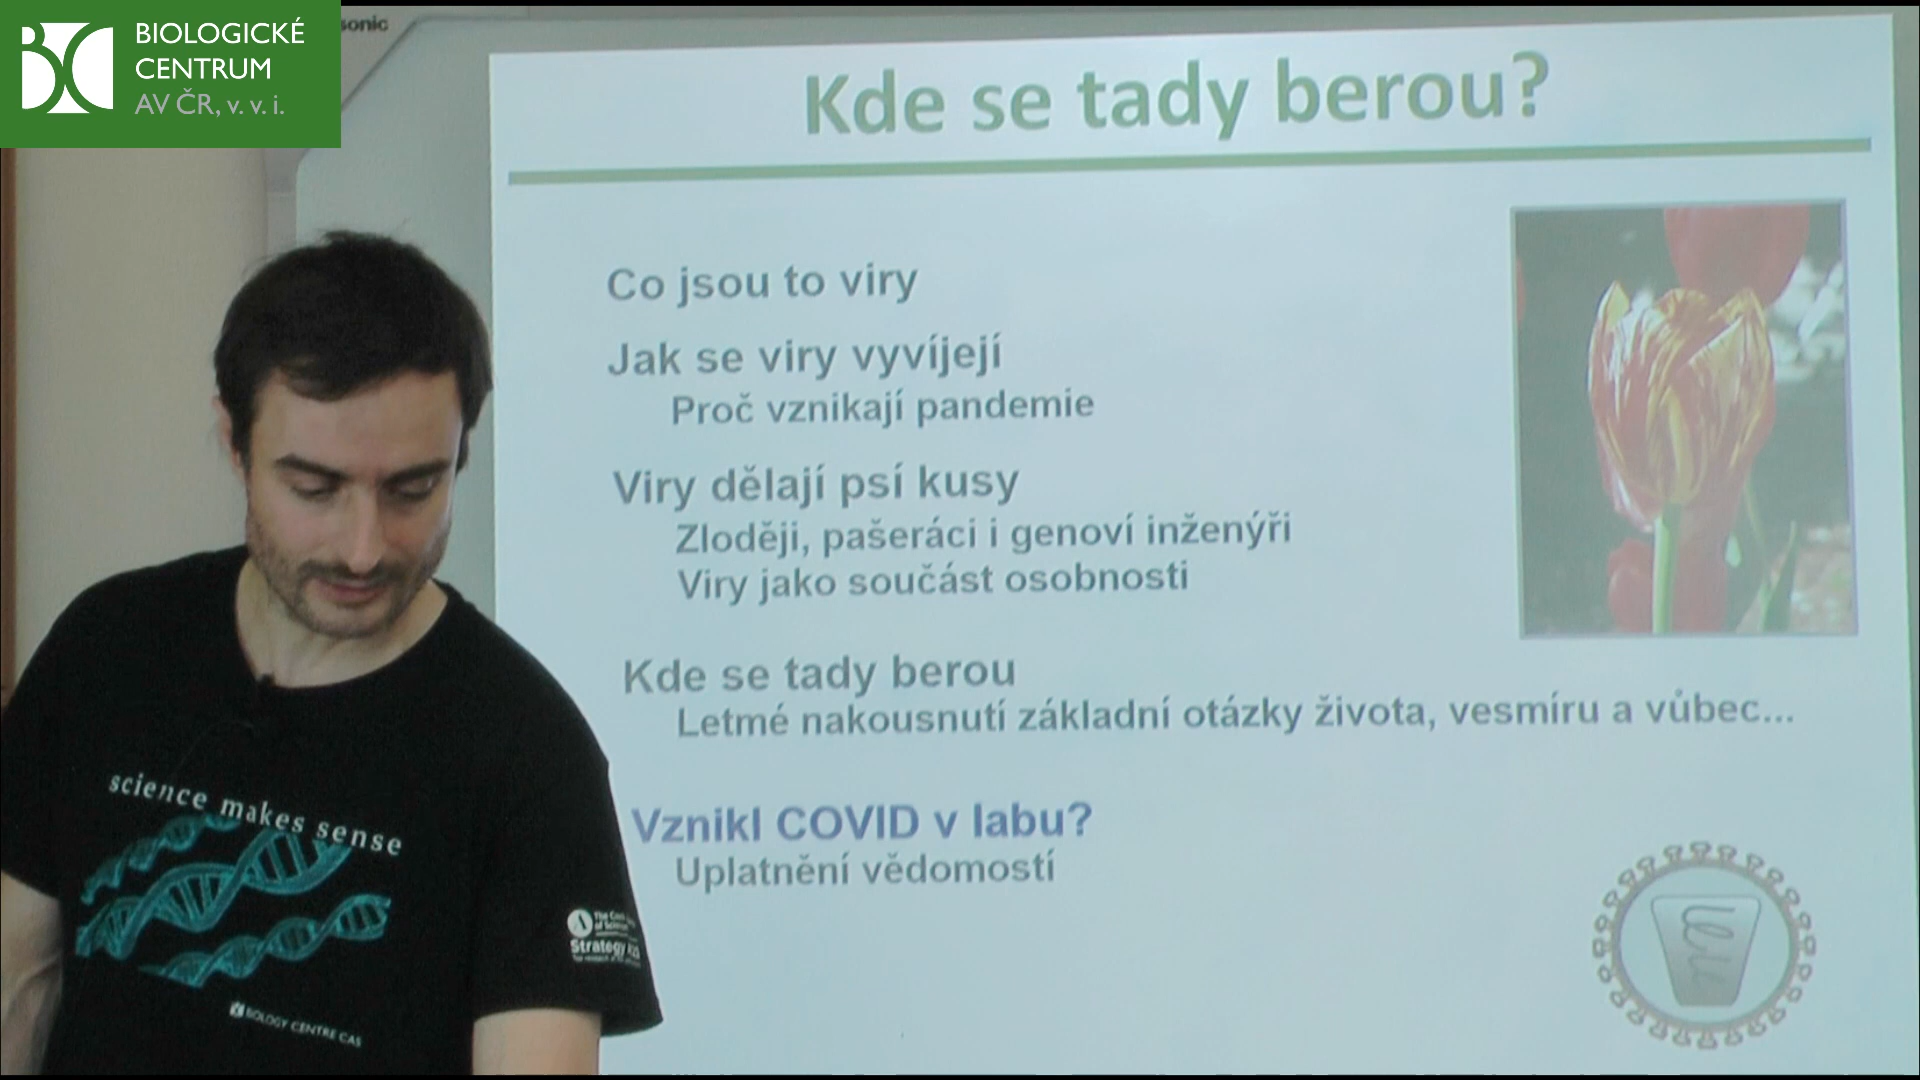 BIOLOGICKÉ
CENTRUM
AV ČR, v. v. i.
sonic
Kde se tady berou?
Co jsou to viry
Jak se viry vyvíjejí
Proč vznikají pandemie
Viry dělají psí kusy
Zloději, pašeráci i genoví inženýři
Viry jako součást osobnosti
Kde se tady berou
Letmé nakousnutí základní otázky života, vesmíru a vůbec...
Vznikl COVID v labu?
Uplatnění vědomostí
science makes sense
Strategy
BIOLOGY CENTRE CAS